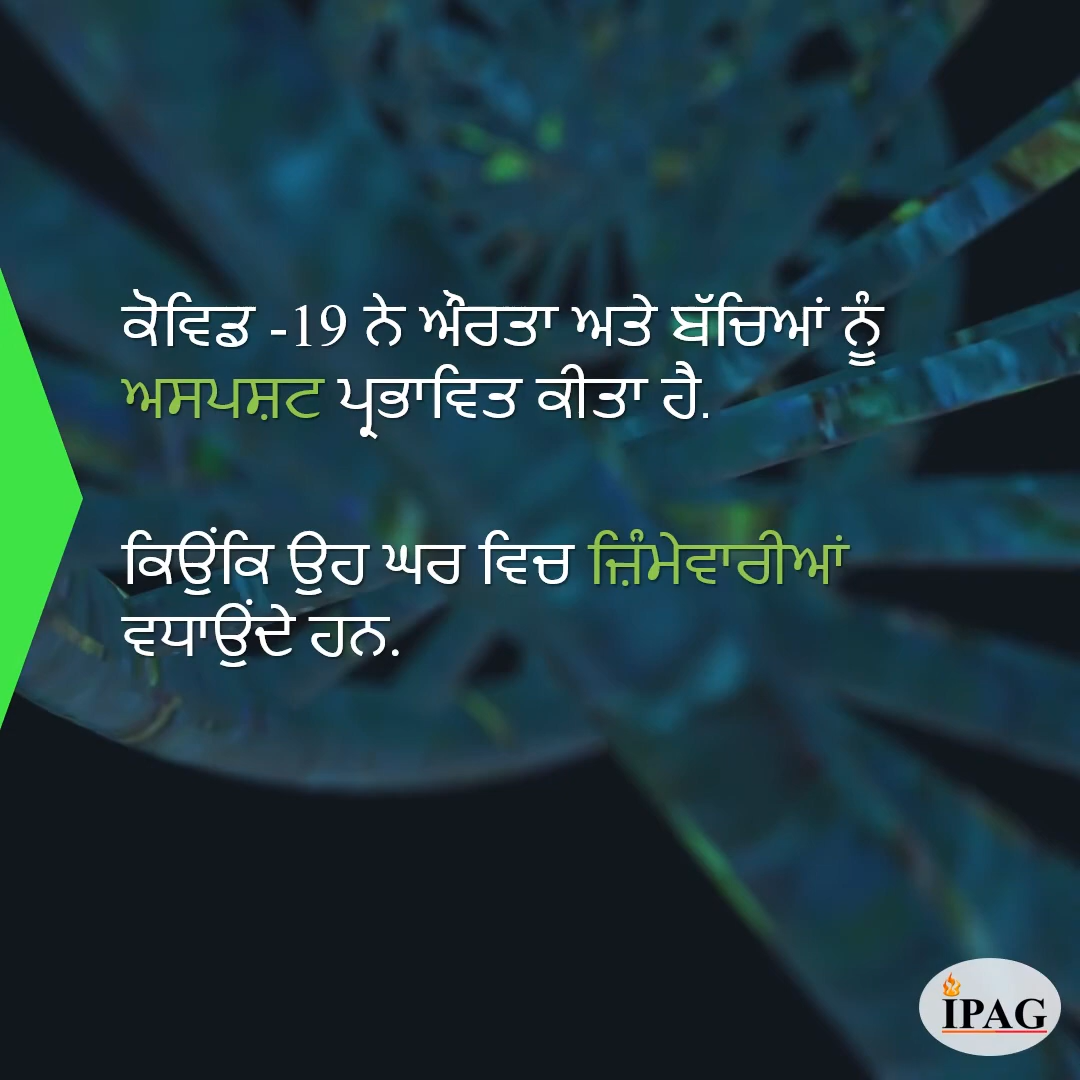 ਕੋਵਿਡ -19 ਨੇ ਔਰਤਾ ਅਤੇ ਬੱਚਿਆਂ ਨੂੰ
ਅਸਪਸ਼ਟ ਪ੍ਰਭਾਵਿਤ ਕੀਤਾ ਹੈ.
ਕਿਉਂਕਿ ਉਹ ਘਰ ਵਿਚ ਜ਼ਿੰਮੇਵਾਰੀਆਂ
ਵਧਾਉਂਦੇ ਹਨ.
IPAG